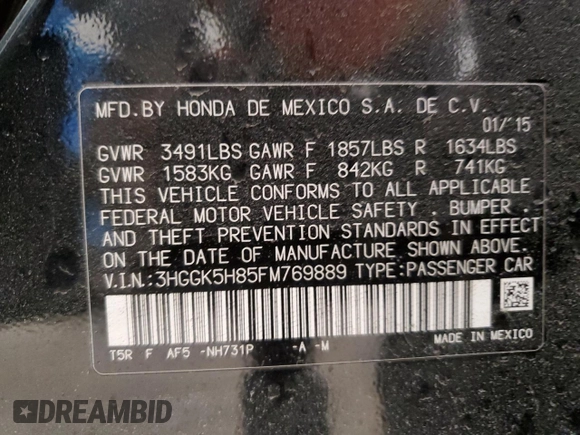 MFD.BY HONDA DE MEXICO S.A. DE C.V.
01/'15
GVWR 3491LBS GAWR F 1857LBS R 1634LBS
GVWR 1583KG GAWR F 842KG R 741KG
THIS VEHICLE CONFORMS TO ALL APPLICABLE
FEDERAL MOTOR VEHICLE SAFETY . BUMPER .
AND THEFT PREVENTION STANDARDS IN EFFECT
ON THE DATE OF MANUFACTURE SHOWN ABOVE.
V.I.N.:3HGGK5H85FM769889 TYPE:PASSENGER CAR
T5R F AF5 -NH731P -A -M
MADE IN MEXICO
DREAMBID